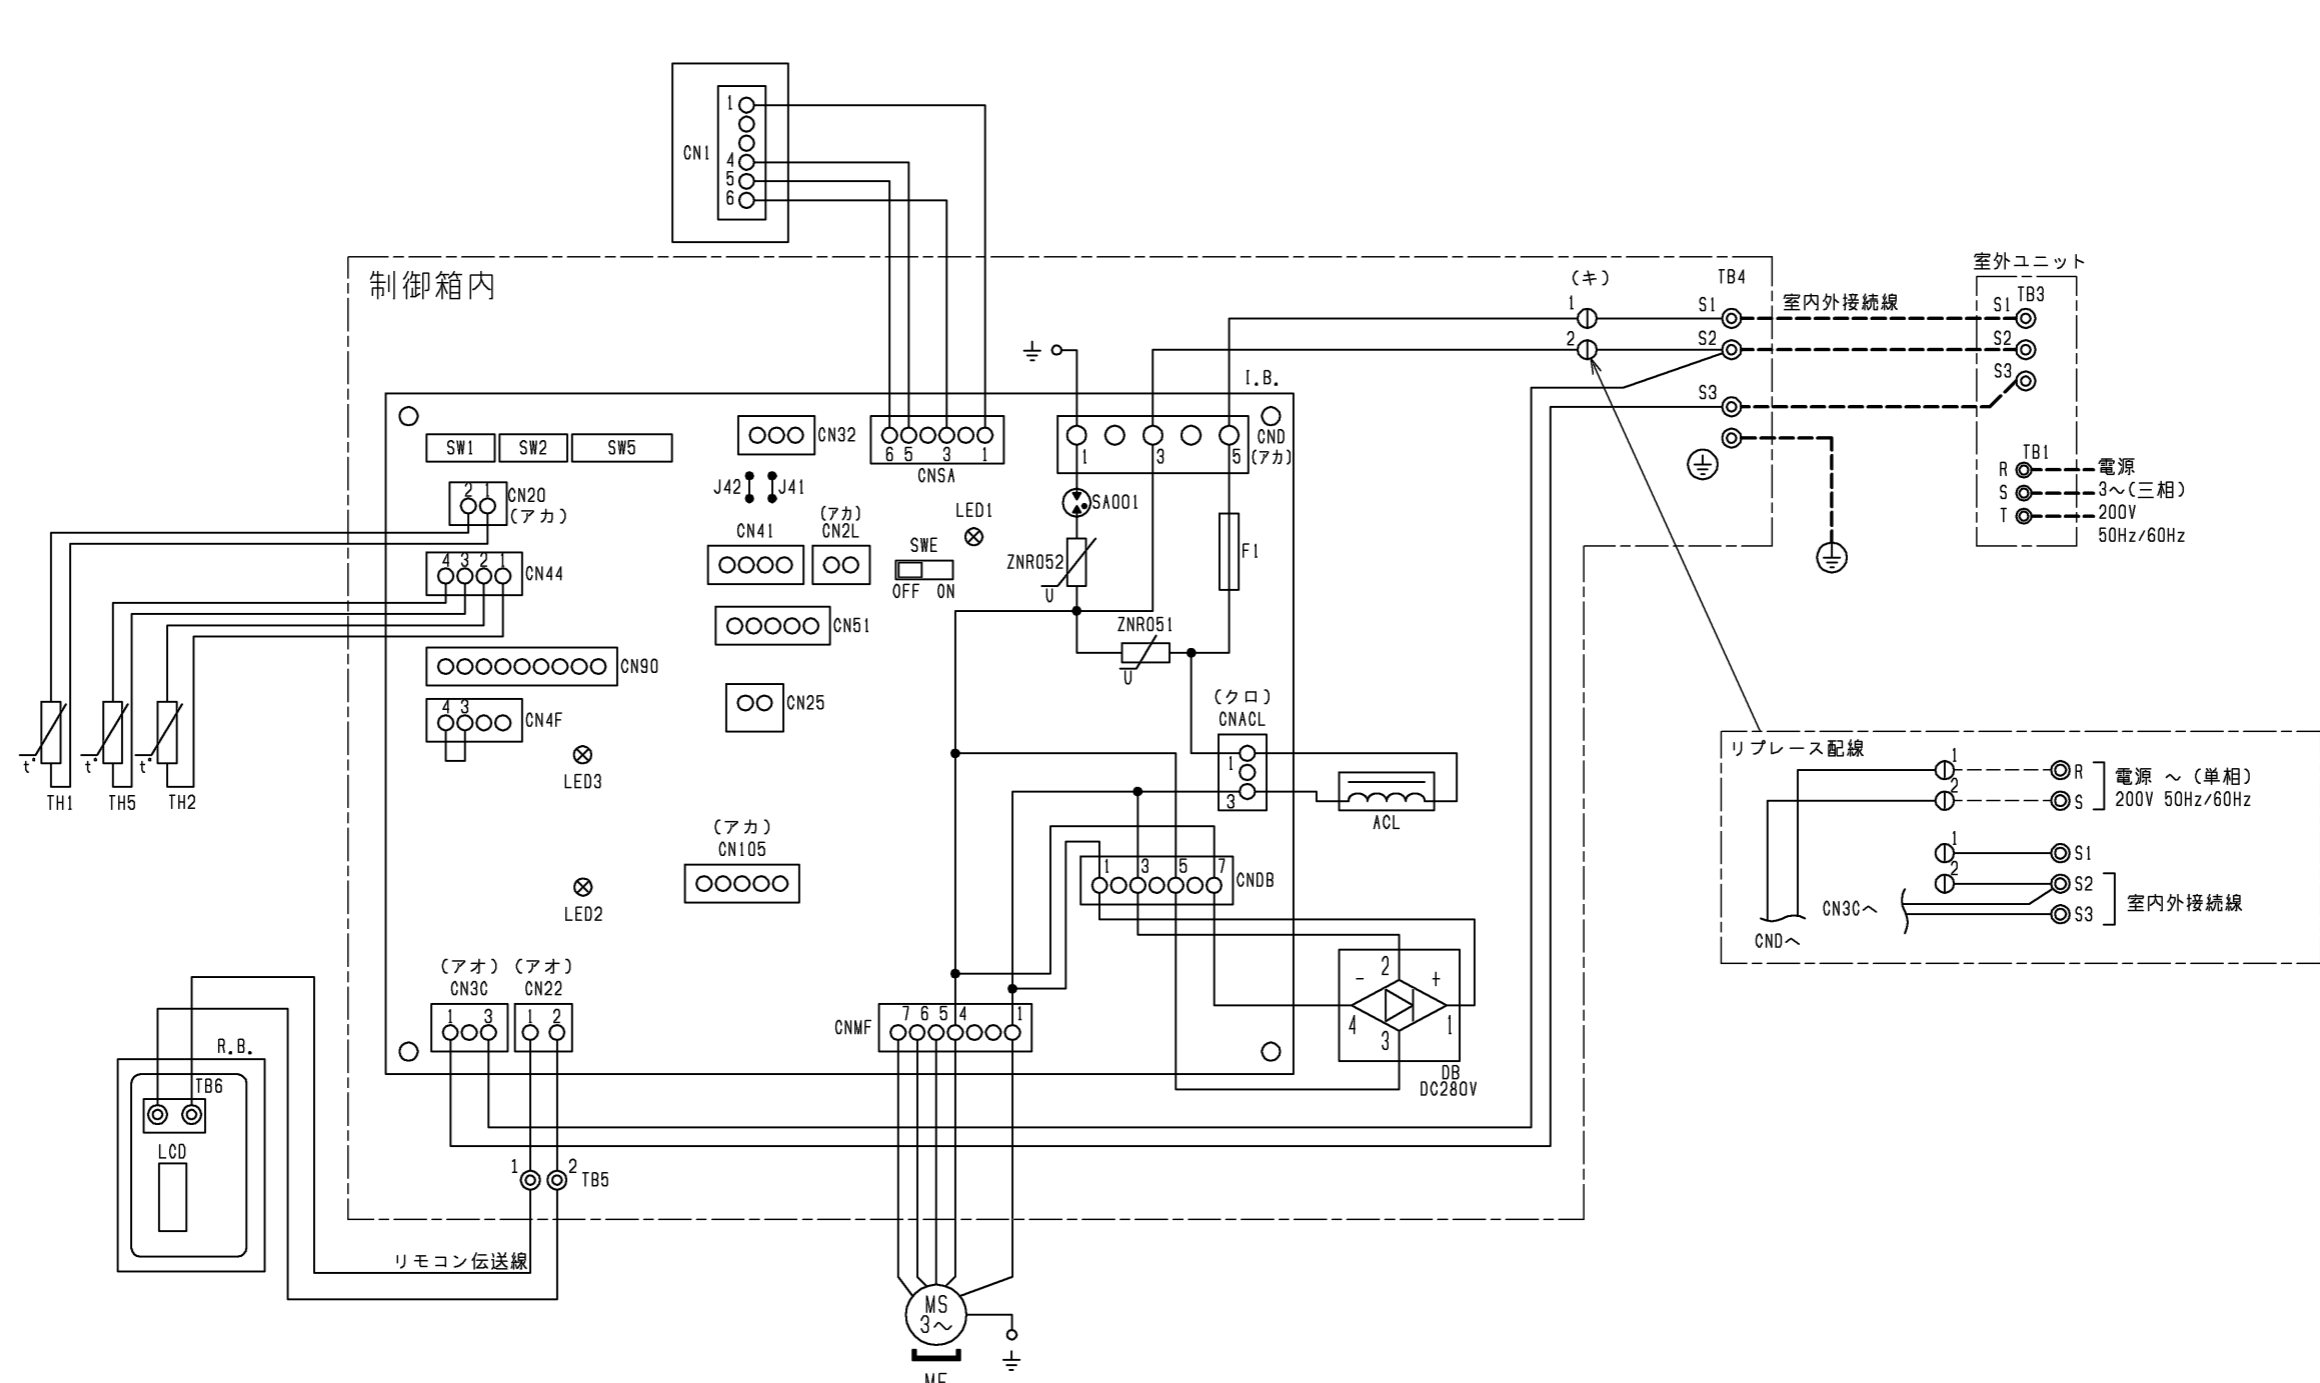 1
CN1
4
5
6
制御箱内
(キ)
TB4
室外ユニット
1
S1
室内外接続線
S1
TB3
2
S2
S2
S3
S3
I.B.
SW1
SW2
SW5
CN32
6 5 3 1
CNSA
1 3 5
CND
(アカ)
TB1
R
電源
S
3～(三相)
T
200V
50Hz/60Hz
J42
J41
2 1
CN20
(アカ)
SA001
LED1
CN41
(アカ)
CN2L
SWE
OFF ON
ZNR052
U
F1
4 3 2 1
CN44
CN51
ZNR051
U
CN90
CN25
4 3
CN4F
(クロ)
CNACL
1
3
t°
t°
t°
TH1
TH5
TH2
LED3
ACL
リプレース配線
1
R
電源 ～ (単相)
2
S
200V 50Hz/60Hz
1
S1
2
S2
S3
室内外接続線
CN3Cへ
CNDへ
(アカ)
CN105
1 3 5 7
CNDB
LED2
2
- +
4 1
3
DB
DC280V
(アオ)
CN3C
(アオ)
CN22
1 3
1 2
CNMF
7 6 5 4 1
R.B.
TB6
LCD
1
2
TB5
リモコン伝送線
MS
3～
MF